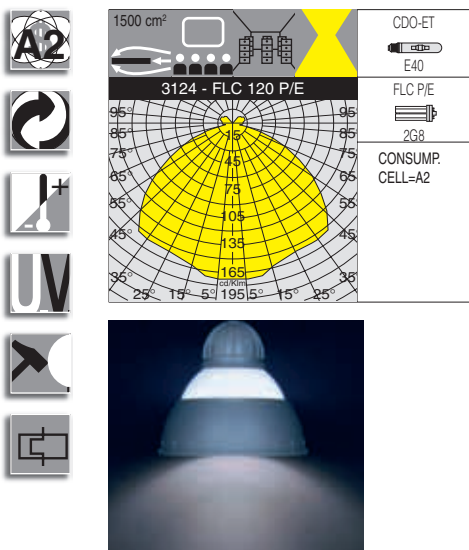 A2
+
-
UV
1500 cm²
3124 - FLC 120 P/E
95° 95
85° 15 85
75° 45 75
65° 75 65
55° 105 55
45° 135 45
35° 165 35
cd/Klm
25° 15° 5° 195 5° 15° 25°
CDO-ET
E40
FLC P/E
2G8
CONSUMP.
CELL=A2